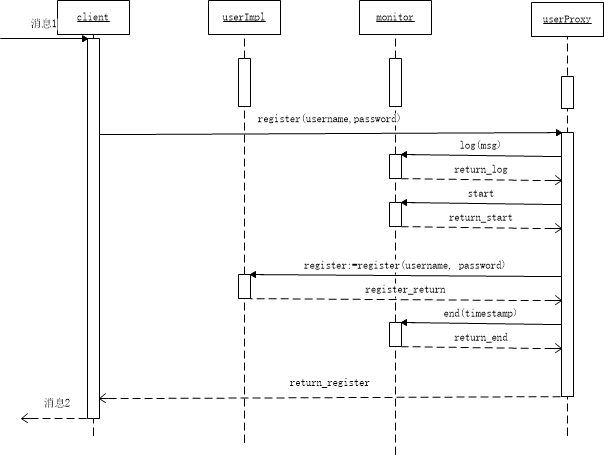 client
userImpl
monitor
userProxy
消息1
register(username,password)
log(msg)
return_log
start
return_start
register:=register(username, password)
register_return
end(timestamp)
return_end
return_register
消息2